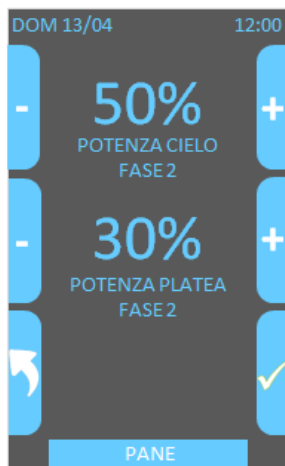 DOM 13/04 12:00
- 50% +
POTENZA CIELO
FASE 2
- 30% +
POTENZA PLATEA
FASE 2
PANE